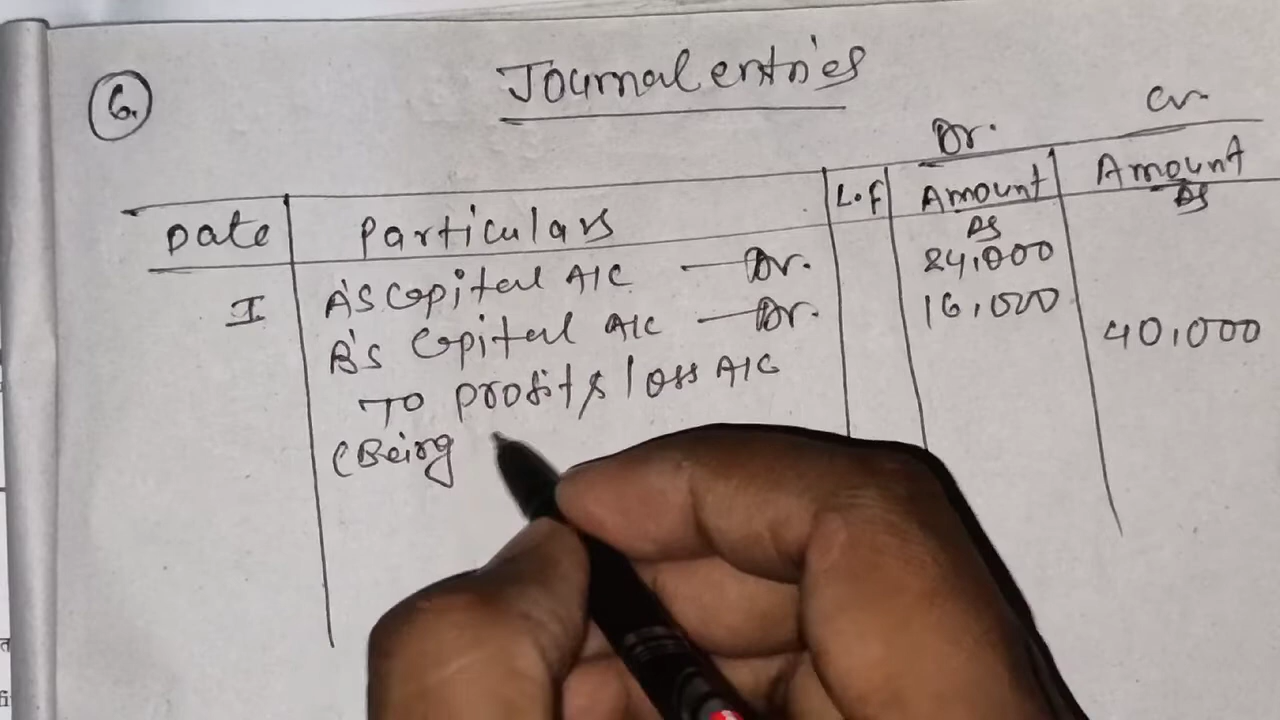 6.
Journal entries
Dr. Cr.
Date Particulars L.f Amount Rs Amount Rs
I A's Capital A/C — Dr. 24,000
B's Capital A/C — Dr. 16,000
To profit & loss A/C 40,000
(Being